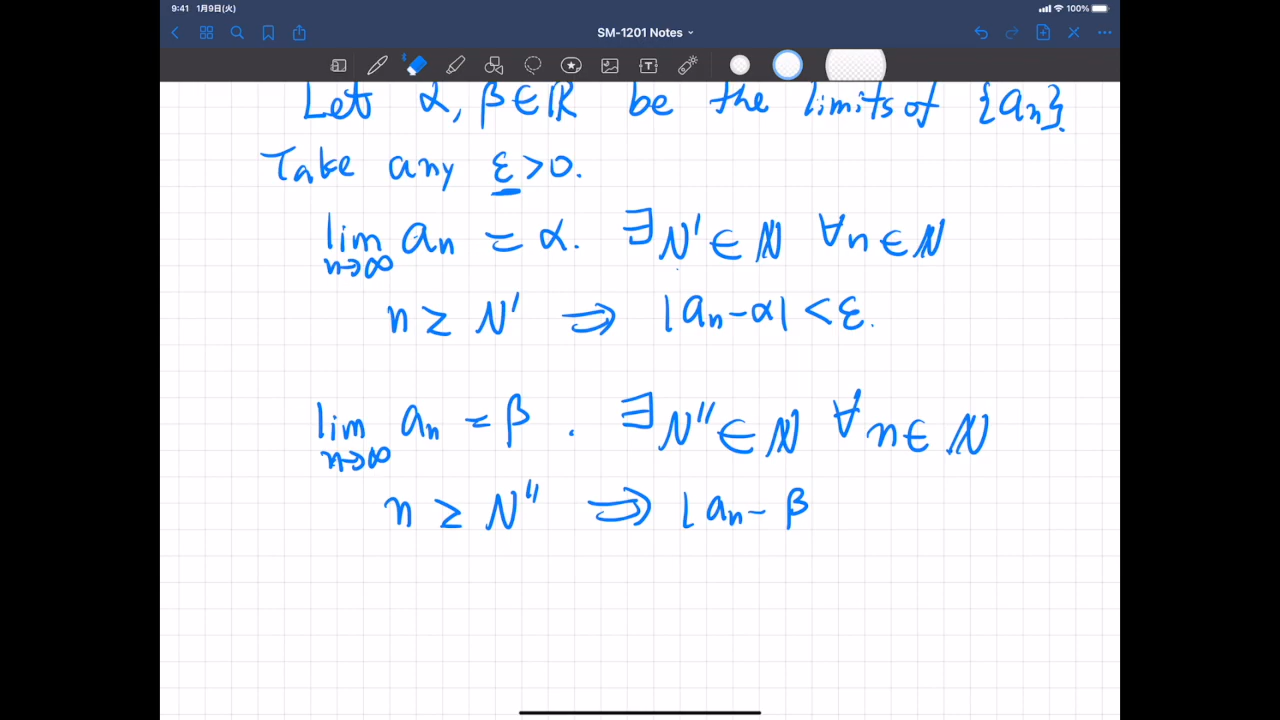 9:41 1月9日(火) 100%
SM-1201 Notes
Let α, β ∈ ℝ be the limits of {aₙ}.
Take any ε > 0.
lim aₙ = α. ∃N' ∈ ℕ ∀n ∈ ℕ
n→∞
n ≥ N' ⟹ |aₙ - α| < ε.
lim aₙ = β. ∃N'' ∈ ℕ ∀n ∈ ℕ
n→∞
n ≥ N'' ⟹ |aₙ - β